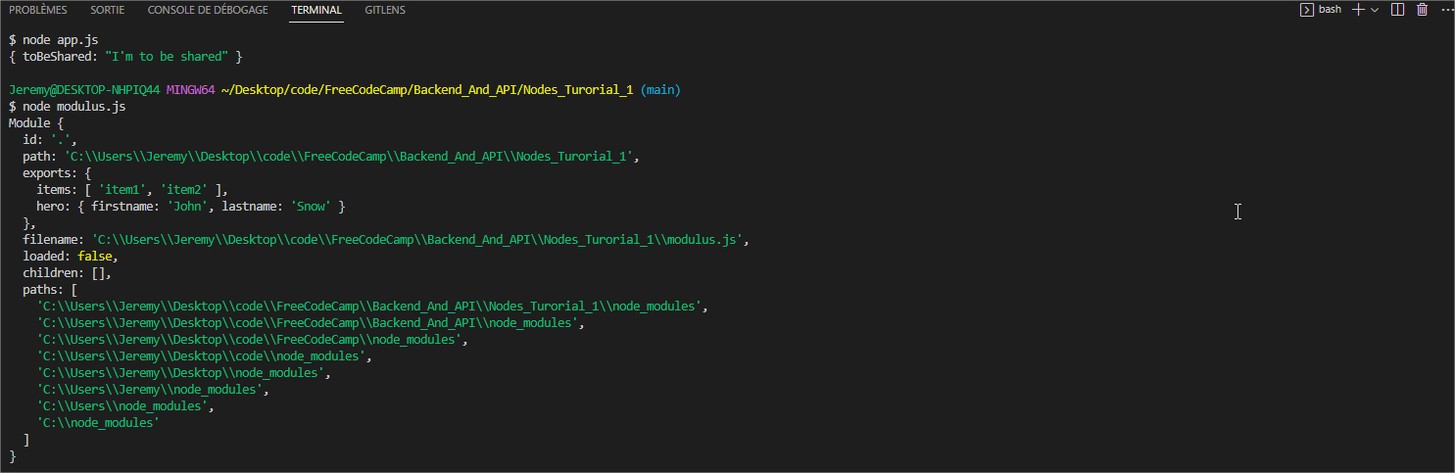 PROBLÈMES SORTIE CONSOLE DE DÉBOGAGE TERMINAL GITLENS bash
$ node app.js
{ toBeShared: "I'm to be shared" }
Jeremy@DESKTOP-NHPIQ44 MINGW64 ~/Desktop/code/FreeCodeCamp/Backend_And_API/Nodes_Turorial_1 (main)
$ node modulus.js
Module {
  id: '.',
  path: 'C:\\Users\\Jeremy\\Desktop\\code\\FreeCodeCamp\\Backend_And_API\\Nodes_Turorial_1',
  exports: {
    items: [ 'item1', 'item2' ],
    hero: { firstname: 'John', lastname: 'Snow' }
  },
  filename: 'C:\\Users\\Jeremy\\Desktop\\code\\FreeCodeCamp\\Backend_And_API\\Nodes_Turorial_1\\modulus.js',
  loaded: false,
  children: [],
  paths: [
    'C:\\Users\\Jeremy\\Desktop\\code\\FreeCodeCamp\\Backend_And_API\\Nodes_Turorial_1\\node_modules',
    'C:\\Users\\Jeremy\\Desktop\\code\\FreeCodeCamp\\Backend_And_API\\node_modules',
    'C:\\Users\\Jeremy\\Desktop\\code\\FreeCodeCamp\\node_modules',
    'C:\\Users\\Jeremy\\Desktop\\code\\node_modules',
    'C:\\Users\\Jeremy\\Desktop\\node_modules',
    'C:\\Users\\Jeremy\\node_modules',
    'C:\\Users\\node_modules',
    'C:\\node_modules'
  ]
}